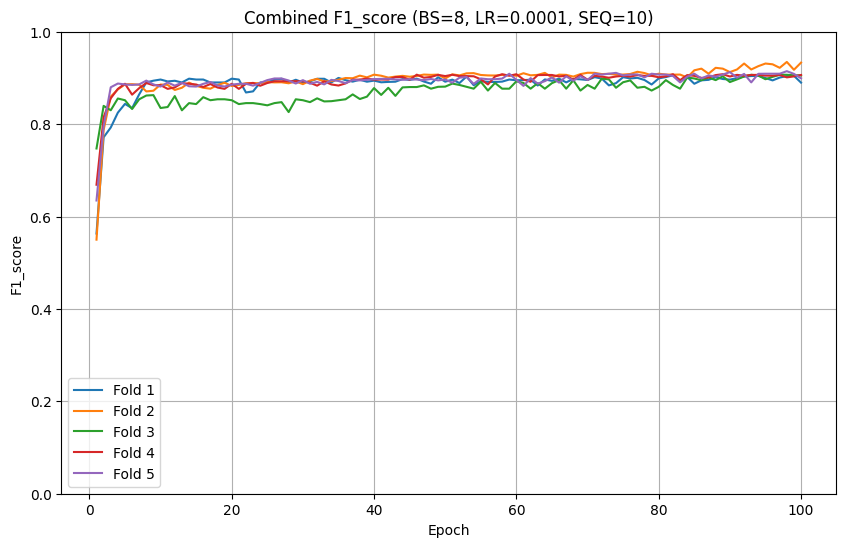 Combined F1_score (BS=8, LR=0.0001, SEQ=10)
1.0
0.8
0.6
0.4
0.2
0.0
F1_score
Fold 1
Fold 2
Fold 3
Fold 4
Fold 5
0 20 40 60 80 100
Epoch